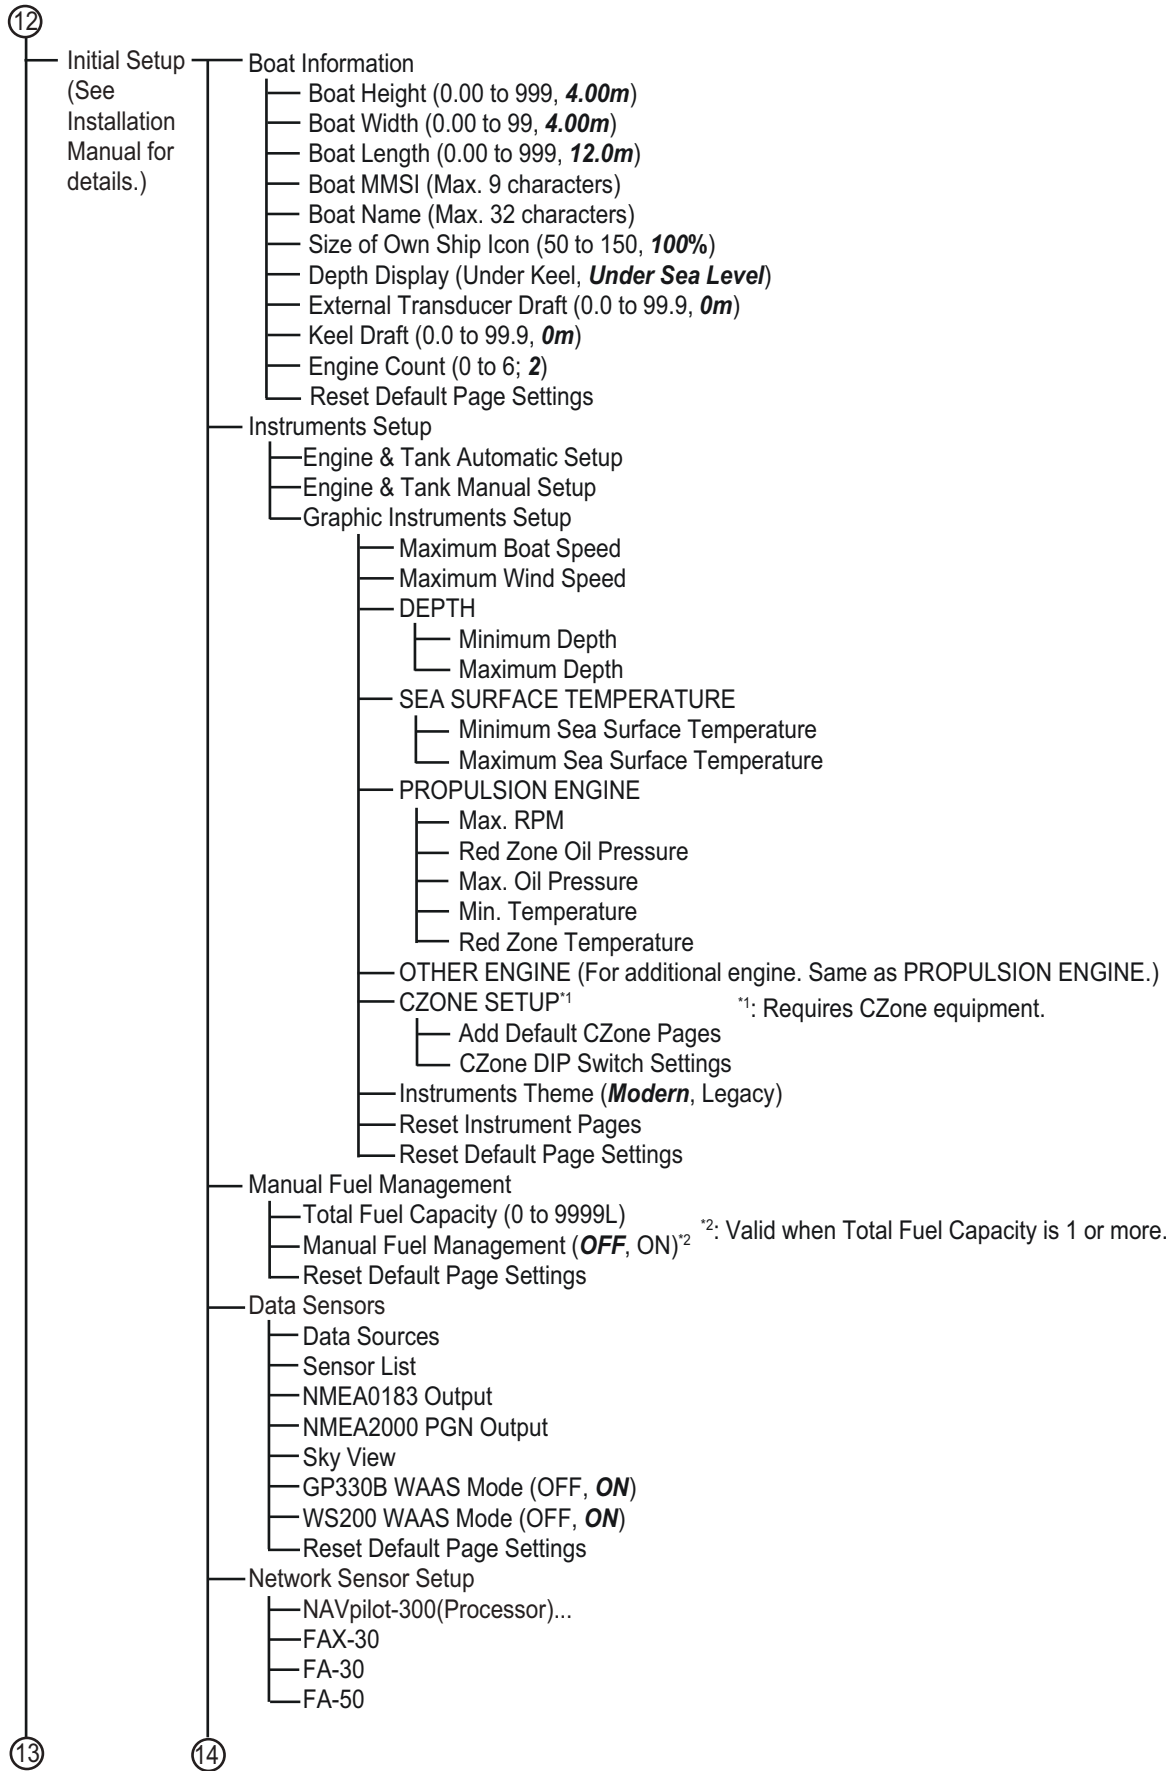 12
Initial Setup
(See
Installation
Manual for
details.)
Boat Information
Boat Height (0.00 to 999, 4.00m)
Boat Width (0.00 to 99, 4.00m)
Boat Length (0.00 to 999, 12.0m)
Boat MMSI (Max. 9 characters)
Boat Name (Max. 32 characters)
Size of Own Ship Icon (50 to 150, 100%)
Depth Display (Under Keel, Under Sea Level)
External Transducer Draft (0.0 to 99.9, 0m)
Keel Draft (0.0 to 99.9, 0m)
Engine Count (0 to 6; 2)
Reset Default Page Settings
Instruments Setup
Engine & Tank Automatic Setup
Engine & Tank Manual Setup
Graphic Instruments Setup
Maximum Boat Speed
Maximum Wind Speed
DEPTH
Minimum Depth
Maximum Depth
SEA SURFACE TEMPERATURE
Minimum Sea Surface Temperature
Maximum Sea Surface Temperature
PROPULSION ENGINE
Max. RPM
Red Zone Oil Pressure
Max. Oil Pressure
Min. Temperature
Red Zone Temperature
OTHER ENGINE (For additional engine. Same as PROPULSION ENGINE.)
CZONE SETUP*1
*1: Requires CZone equipment.
Add Default CZone Pages
CZone DIP Switch Settings
Instruments Theme (Modern, Legacy)
Reset Instrument Pages
Reset Default Page Settings
Manual Fuel Management
Total Fuel Capacity (0 to 9999L)
Manual Fuel Management (OFF, ON)*2
*2: Valid when Total Fuel Capacity is 1 or more.
Reset Default Page Settings
Data Sensors
Data Sources
Sensor List
NMEA0183 Output
NMEA2000 PGN Output
Sky View
GP330B WAAS Mode (OFF, ON)
WS200 WAAS Mode (OFF, ON)
Reset Default Page Settings
Network Sensor Setup
NAVpilot-300(Processor)...
FAX-30
FA-30
FA-50
13
14